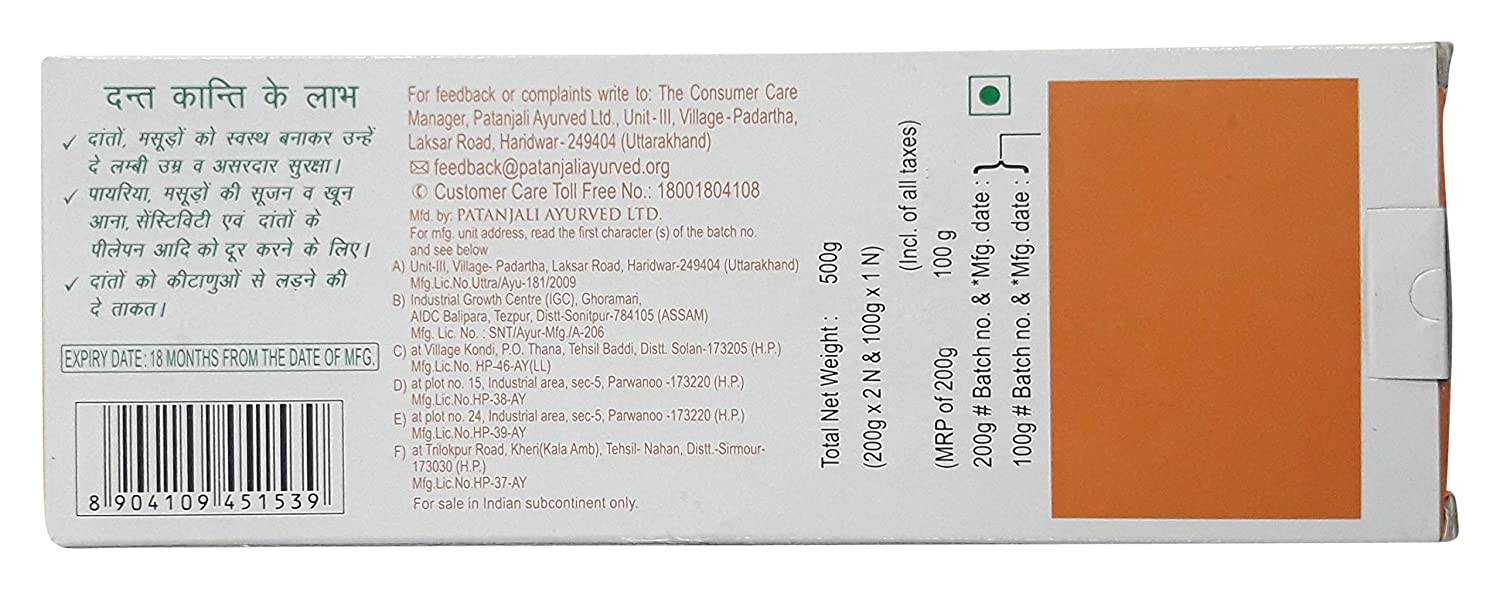 दन्त कान्ति के लाभ
✓ दांतों, मसूड़ों को स्वस्थ बनाकर उन्हें
दे लम्बी उम्र व असरदार सुरक्षा।
✓ पायरिया, मसूड़ों की सूजन व खून
आना, सेंस्टिविटी एवं दांतों के
पीलेपन आदि को दूर करने के लिए।
✓ दांतों को कीटाणुओं से लड़ने की
दे ताकत।
EXPIRY DATE: 18 MONTHS FROM THE DATE OF MFG.
8 904109 451539
For feedback or complaints write to: The Consumer Care
Manager, Patanjali Ayurved Ltd., Unit-III, Village-Padartha,
Laksar Road, Haridwar-249404 (Uttarakhand)
feedback@patanjaliayurved.org
Customer Care Toll Free No.: 18001804108
Mfd. by: PATANJALI AYURVED LTD.
For mfg. unit address, read the first character (s) of the batch no.
and see below
A) Unit-III, Village- Padartha, Laksar Road, Haridwar-249404 (Uttarakhand)
Mfg.Lic.No.Uttra/Ayu-181/2009
B) Industrial Growth Centre (IGC), Ghoramari,
AIDC Balipara, Tezpur, Distt-Sonitpur-784105 (ASSAM)
Mfg. Lic. No. : SNT/Ayur-Mfg./A-206
C) at Village Kondi, P.O. Thana, Tehsil Baddi, Distt. Solan-173205 (H.P.)
Mfg.Lic.No. HP-46-AY(LL)
D) at plot no. 15, Industrial area, sec-5, Parwanoo -173220 (H.P.)
Mfg.Lic.No.HP-38-AY
E) at plot no. 24, Industrial area, sec-5, Parwanoo -173220 (H.P.)
Mfg.Lic.No.HP-39-AY
F) at Trilokpur Road, Kheri(Kala Amb), Tehsil- Nahan, Distt.-Sirmour-
173030 (H.P.)
Mfg.Lic.No.HP-37-AY
For sale in Indian subcontinent only.
Total Net Weight : 500g
(200g x 2 N & 100g x 1 N)
(Incl. of all taxes)
(MRP of 200g 100 g
200g # Batch no. & *Mfg. date :
100g # Batch no. & *Mfg. date :